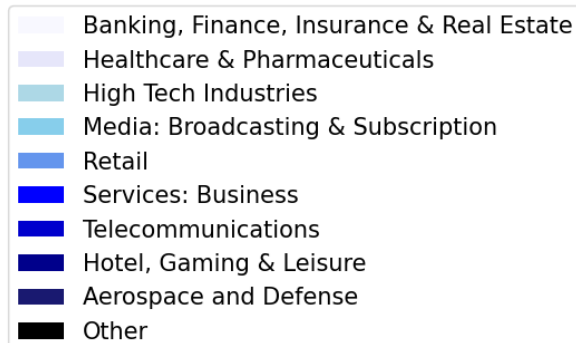 Banking, Finance, Insurance & Real Estate
Healthcare & Pharmaceuticals
High Tech Industries
Media: Broadcasting & Subscription
Retail
Services: Business
Telecommunications
Hotel, Gaming & Leisure
Aerospace and Defense
Other